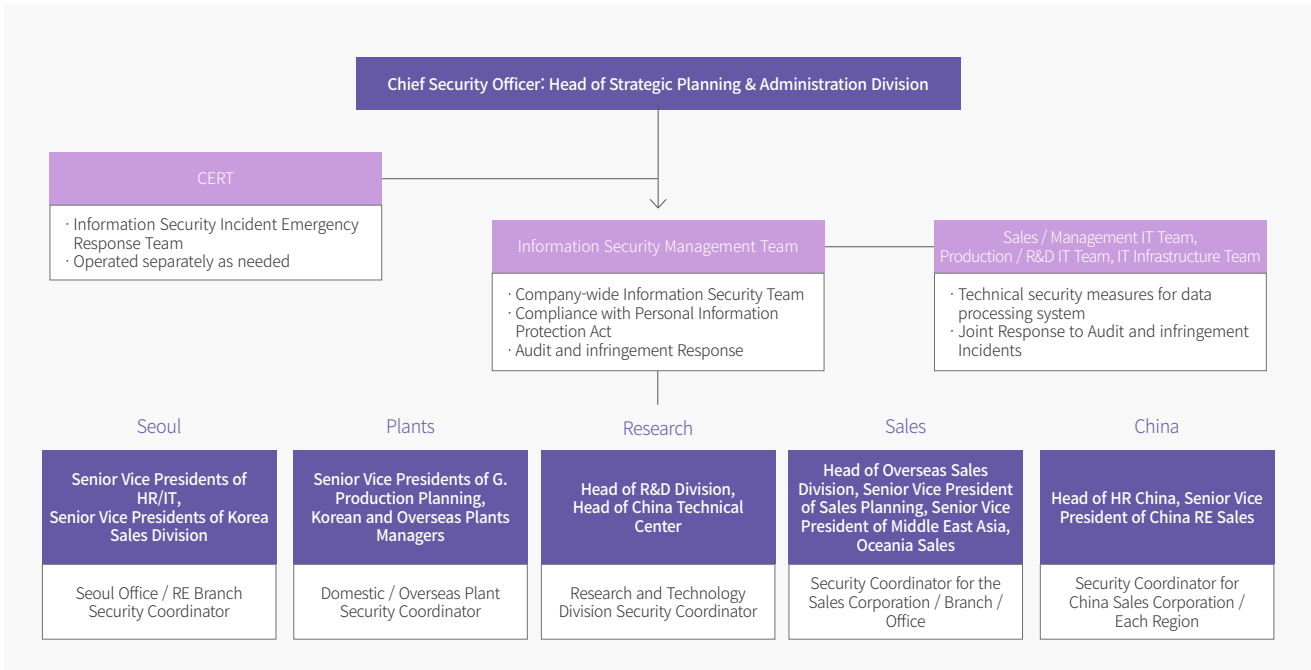 Chief Security Officer: Head of Strategic Planning & Administration Division
CERT
· Information Security Incident Emergency
Response Team
· Operated separately as needed
Information Security Management Team
· Company-wide Information Security Team
· Compliance with Personal Information
Protection Act
· Audit and infringement Response
Sales / Management IT Team,
Production / R&D IT Team, IT Infrastructure Team
· Technical security measures for data
processing system
· Joint Response to Audit and infringement
Incidents
Seoul
Senior Vice Presidents of
HR/IT,
Senior Vice Presidents of Korea
Sales Division
Seoul Office / RE Branch
Security Coordinator
Plants
Senior Vice Presidents of G.
Production Planning,
Korean and Overseas Plants
Managers
Domestic / Overseas Plant
Security Coordinator
Research
Head of R&D Division,
Head of China Technical
Center
Research and Technology
Division Security Coordinator
Sales
Head of Overseas Sales
Division, Senior Vice President
of Sales Planning, Senior Vice
President of Middle East Asia,
Oceania Sales
Security Coordinator for the
Sales Corporation / Branch /
Office
China
Head of HR China, Senior Vice
President of China RE Sales
Security Coordinator for
China Sales Corporation /
Each Region